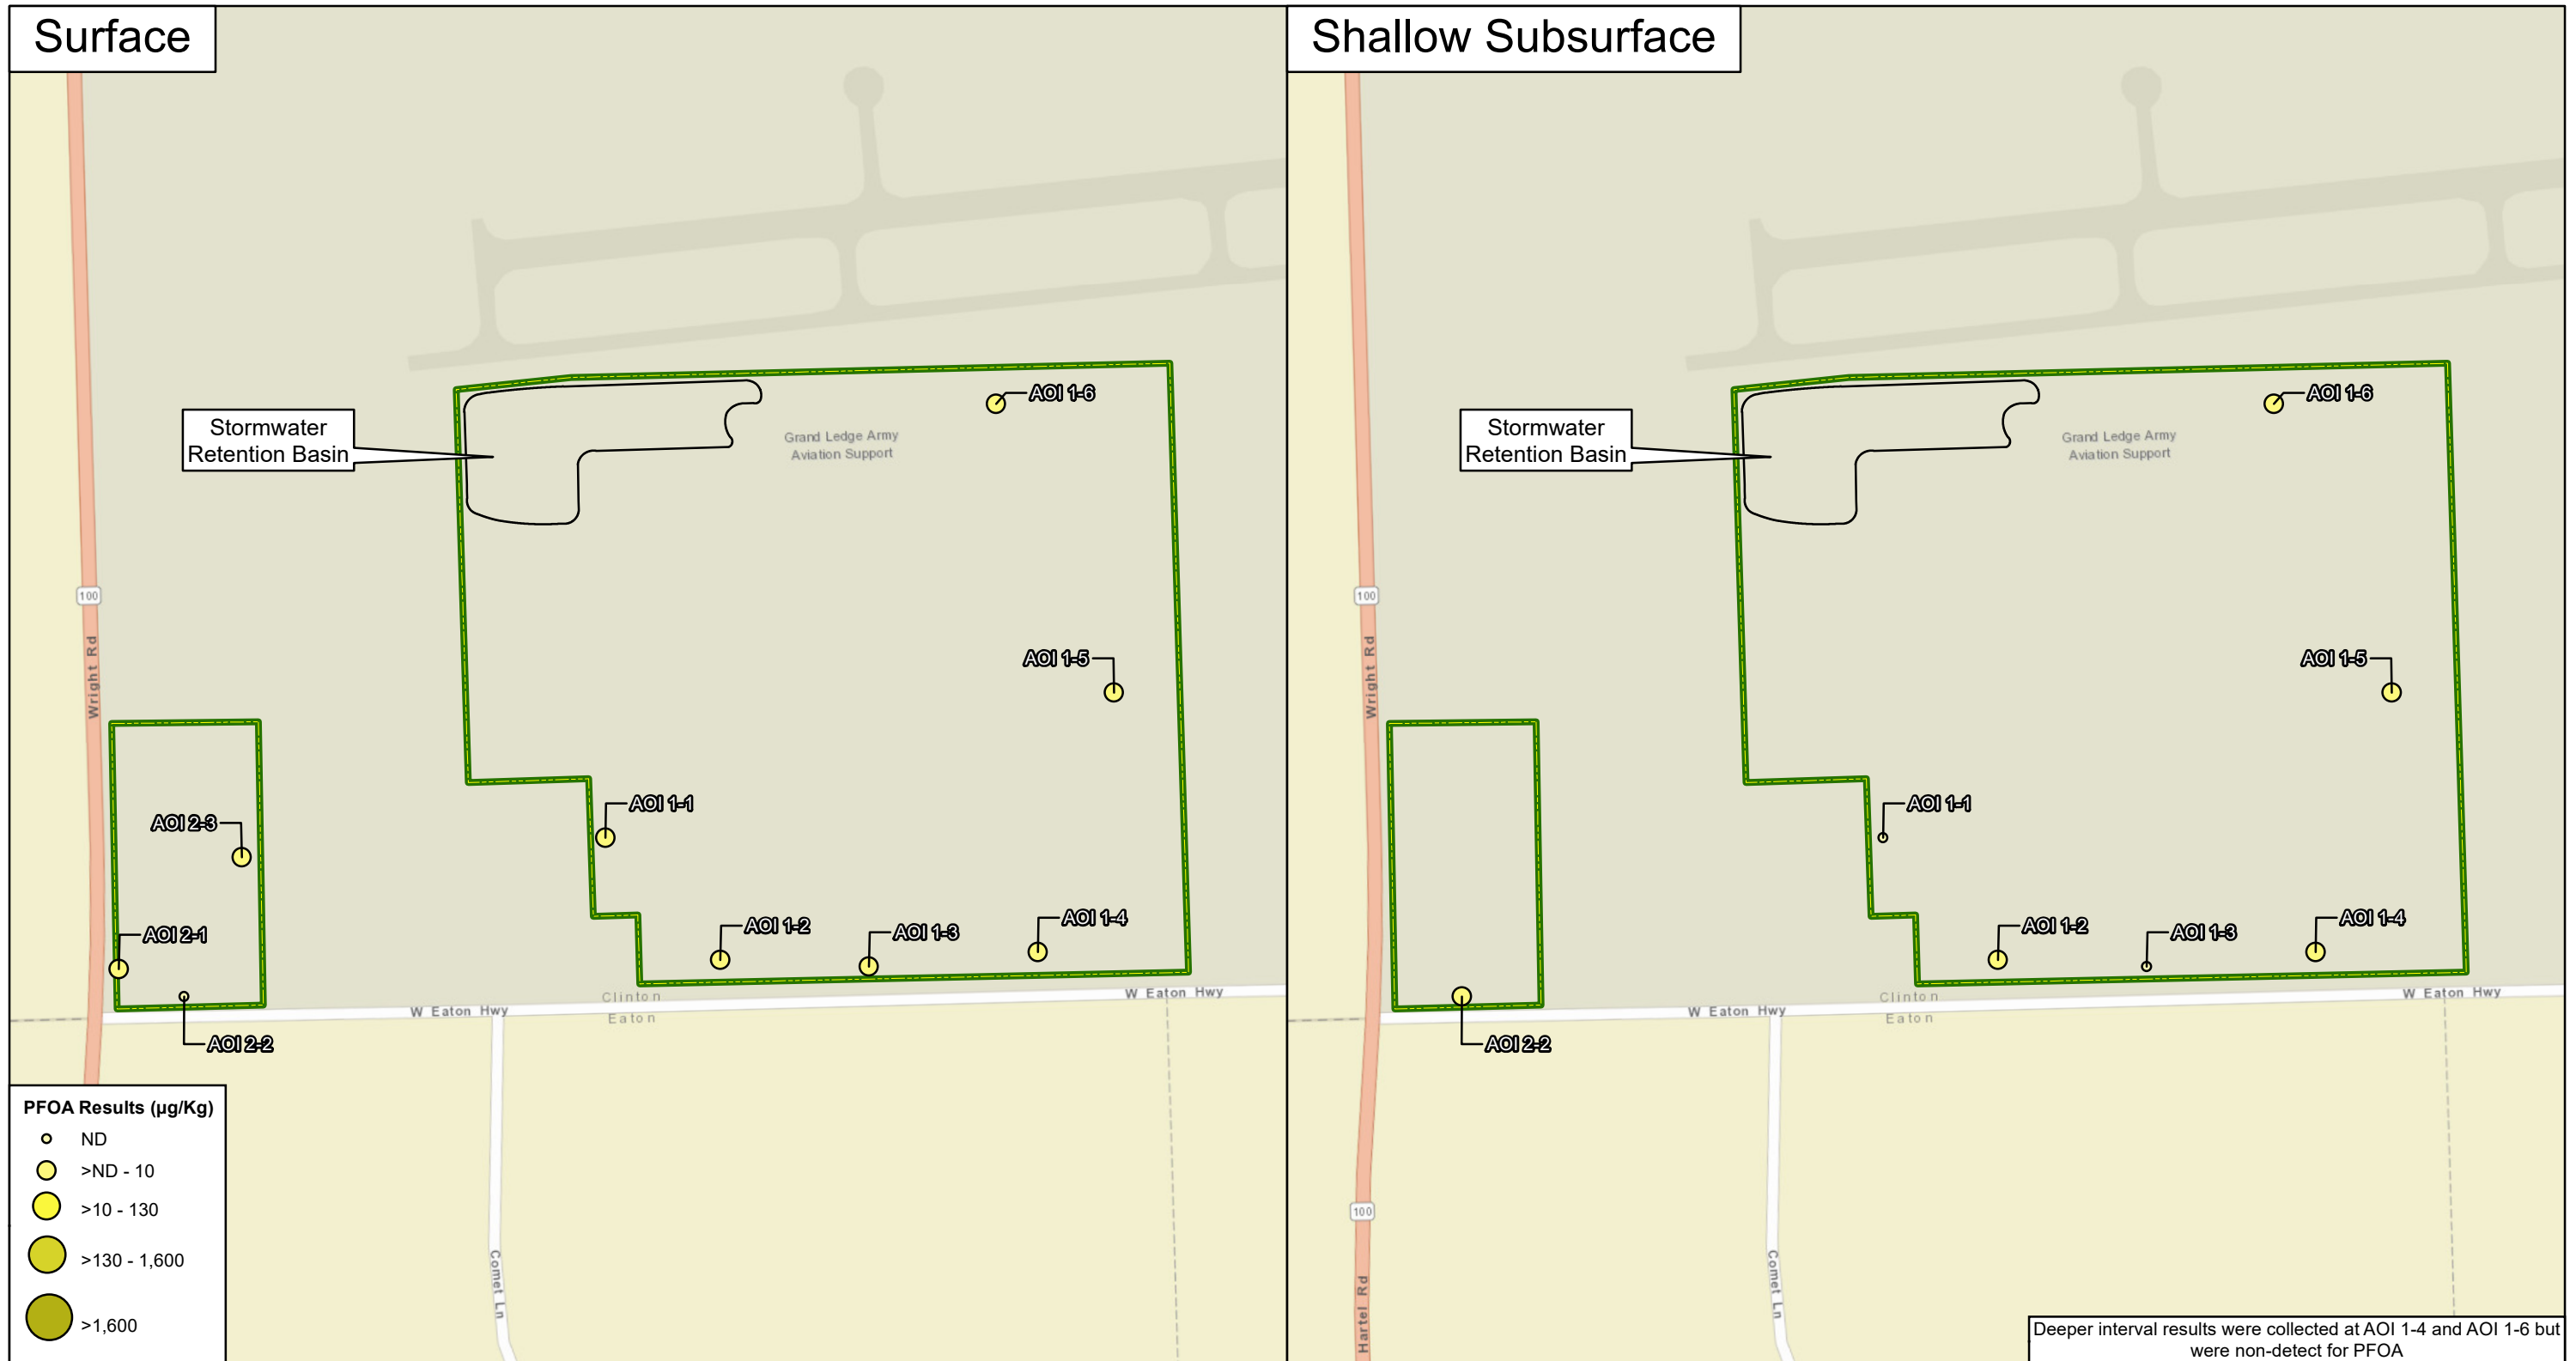 Surface
Stormwater
Retention Basin
Grand Ledge Army
Aviation Support
AOI 1-6
100
Wright Rd
AOI 1-5
AOI 1-1
AOI 2-3
AOI 2-1
AOI 1-2
AOI 1-3
AOI 1-4
AOI 2-2
W Eaton Hwy
Clinton
Eaton
W Eaton Hwy
Comet Ln
PFOA Results (µg/Kg)
ND
>ND - 10
>10 - 130
>130 - 1,600
>1,600
Shallow Subsurface
Stormwater
Retention Basin
Grand Ledge Army
Aviation Support
AOI 1-6
100
Wright Rd
AOI 1-5
AOI 1-1
AOI 1-2
AOI 1-3
AOI 1-4
AOI 2-2
W Eaton Hwy
Clinton
Eaton
W Eaton Hwy
100
Hartel Rd
Comet Ln
Deeper interval results were collected at AOI 1-4 and AOI 1-6 but
were non-detect for PFOA